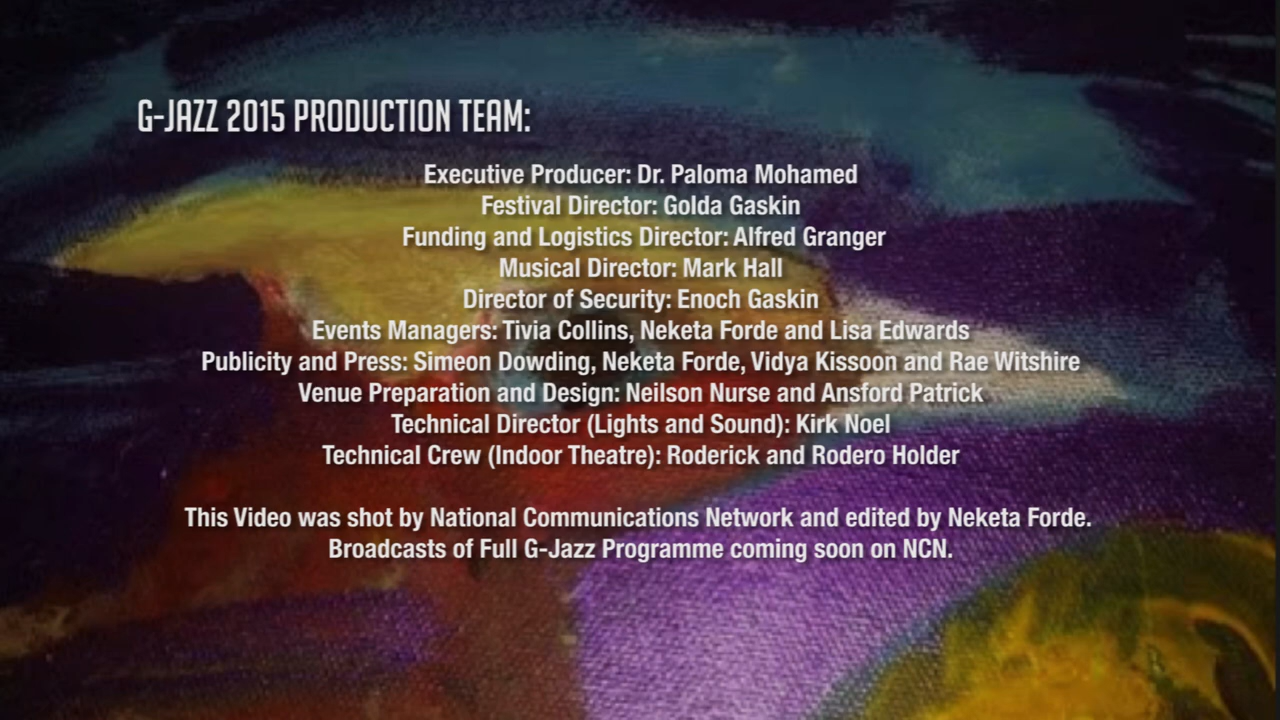 G-JAZZ 2015 PRODUCTION TEAM:
Executive Producer: Dr. Paloma Mohamed
Festival Director: Golda Gaskin
Funding and Logistics Director: Alfred Granger
Musical Director: Mark Hall
Director of Security: Enoch Gaskin
Events Managers: Tivia Collins, Neketa Forde and Lisa Edwards
Publicity and Press: Simeon Dowding, Neketa Forde, Vidya Kissoon and Rae Witshire
Venue Preparation and Design: Neilson Nurse and Ansford Patrick
Technical Director (Lights and Sound): Kirk Noel
Technical Crew (Indoor Theatre): Roderick and Rodero Holder
This Video was shot by National Communications Network and edited by Neketa Forde.
Broadcasts of Full G-Jazz Programme coming soon on NCN.